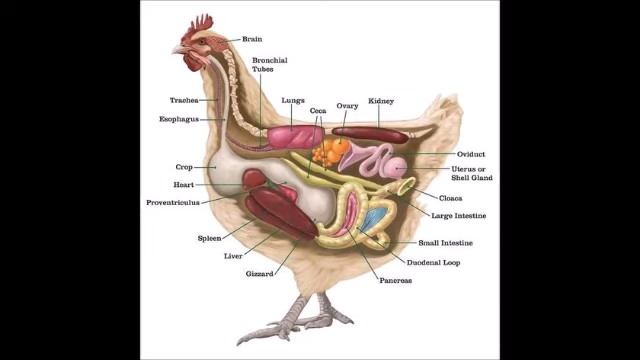 Brain
Bronchial
Tubes
Lungs
Ceca
Ovary
Kidney
Trachea
Esophagus
Crop
Heart
Proventriculus
Spleen
Liver
Gizzard
Oviduct
Uterus or
Shell Gland
Cloaca
Large Intestine
Small Intestine
Duodenal Loop
Pancreas